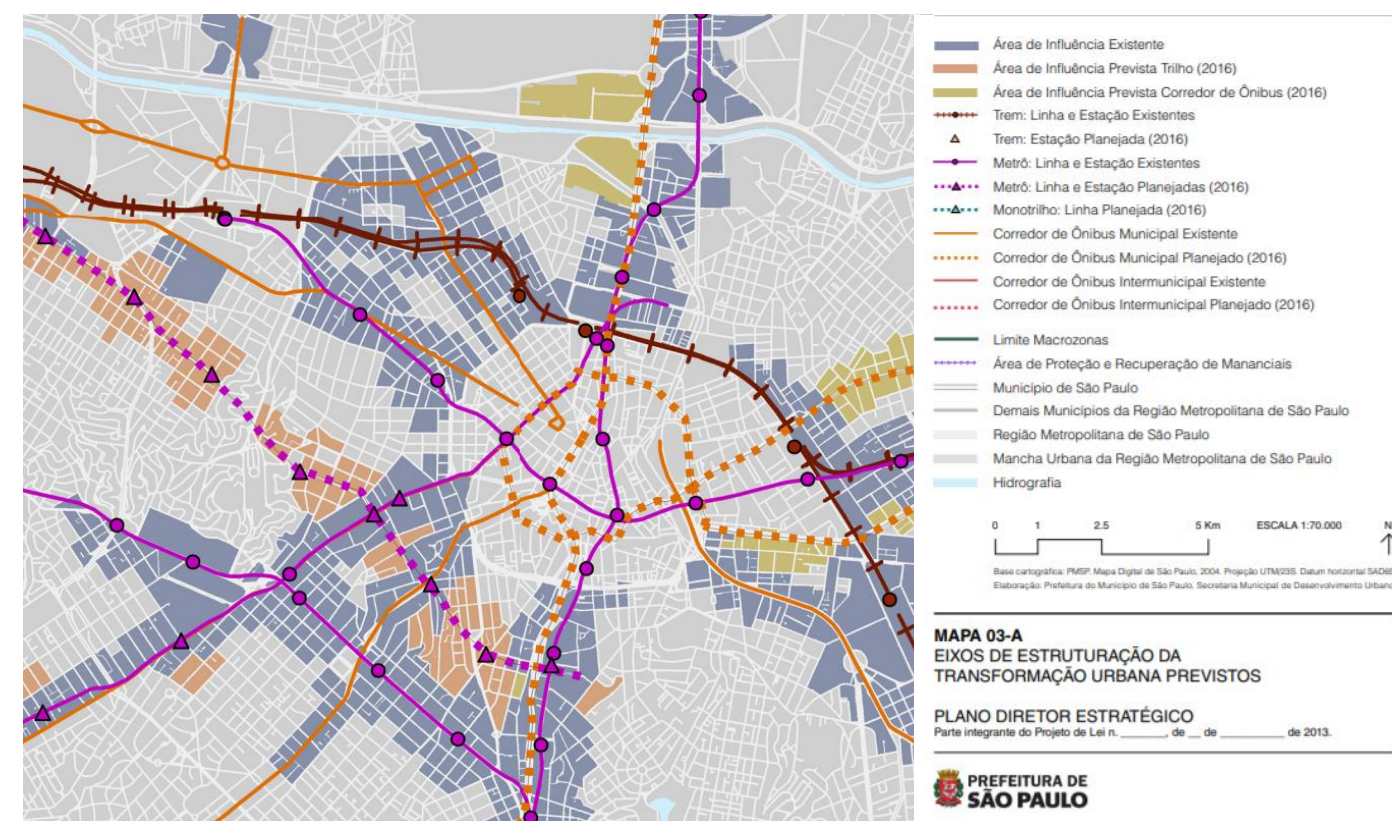 Área de Influência Existente
Área de Influência Prevista Trilho (2016)
Área de Influência Prevista Corredor de Ônibus (2016)
Trem: Linha e Estação Existentes
Trem: Estação Planejada (2016)
Metrô: Linha e Estação Existentes
Metrô: Linha e Estação Planejadas (2016)
Monotrilho: Linha Planejada (2016)
Corredor de Ônibus Municipal Existente
Corredor de Ônibus Municipal Planejado (2016)
Corredor de Ônibus Intermunicipal Existente
Corredor de Ônibus Intermunicipal Planejado (2016)
Limite Macrozonas
Área de Proteção e Recuperação de Mananciais
Município de São Paulo
Demais Municípios da Região Metropolitana de São Paulo
Região Metropolitana de São Paulo
Mancha Urbana da Região Metropolitana de São Paulo
Hidrografia
0 1 2.5 5 Km ESCALA 1:70.000 N
Base cartográfica: PMSP. Mapa Digital de São Paulo, 2004. Projeção UTM/23S. Datum horizontal SAD69
Elaboração: Prefeitura do Município de São Paulo. Secretaria Municipal de Desenvolvimento Urbano
MAPA 03-A
EIXOS DE ESTRUTURAÇÃO DA
TRANSFORMAÇÃO URBANA PREVISTOS
PLANO DIRETOR ESTRATÉGICO
Parte integrante do Projeto de Lei n. _______, de __ de __________ de 2013.
PREFEITURA DE
SÃO PAULO